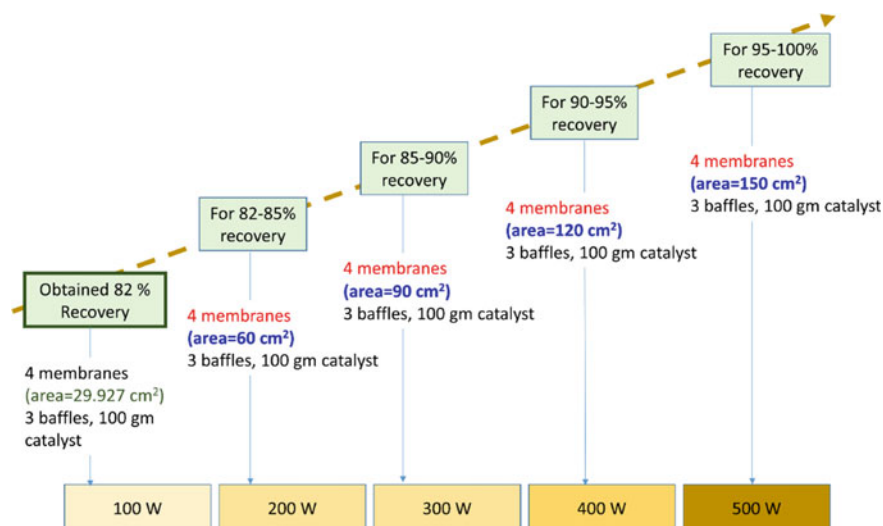 Obtained 82 %
Recovery
4 membranes
(area=29.927 cm²)
3 baffles, 100 gm
catalyst
100 W
For 82-85%
recovery
4 membranes
(area=60 cm²)
3 baffles, 100 gm catalyst
200 W
For 85-90%
recovery
4 membranes
(area=90 cm²)
3 baffles, 100 gm catalyst
300 W
For 90-95%
recovery
4 membranes
(area=120 cm²)
3 baffles, 100 gm catalyst
400 W
For 95-100%
recovery
4 membranes
(area=150 cm²)
3 baffles, 100 gm catalyst
500 W